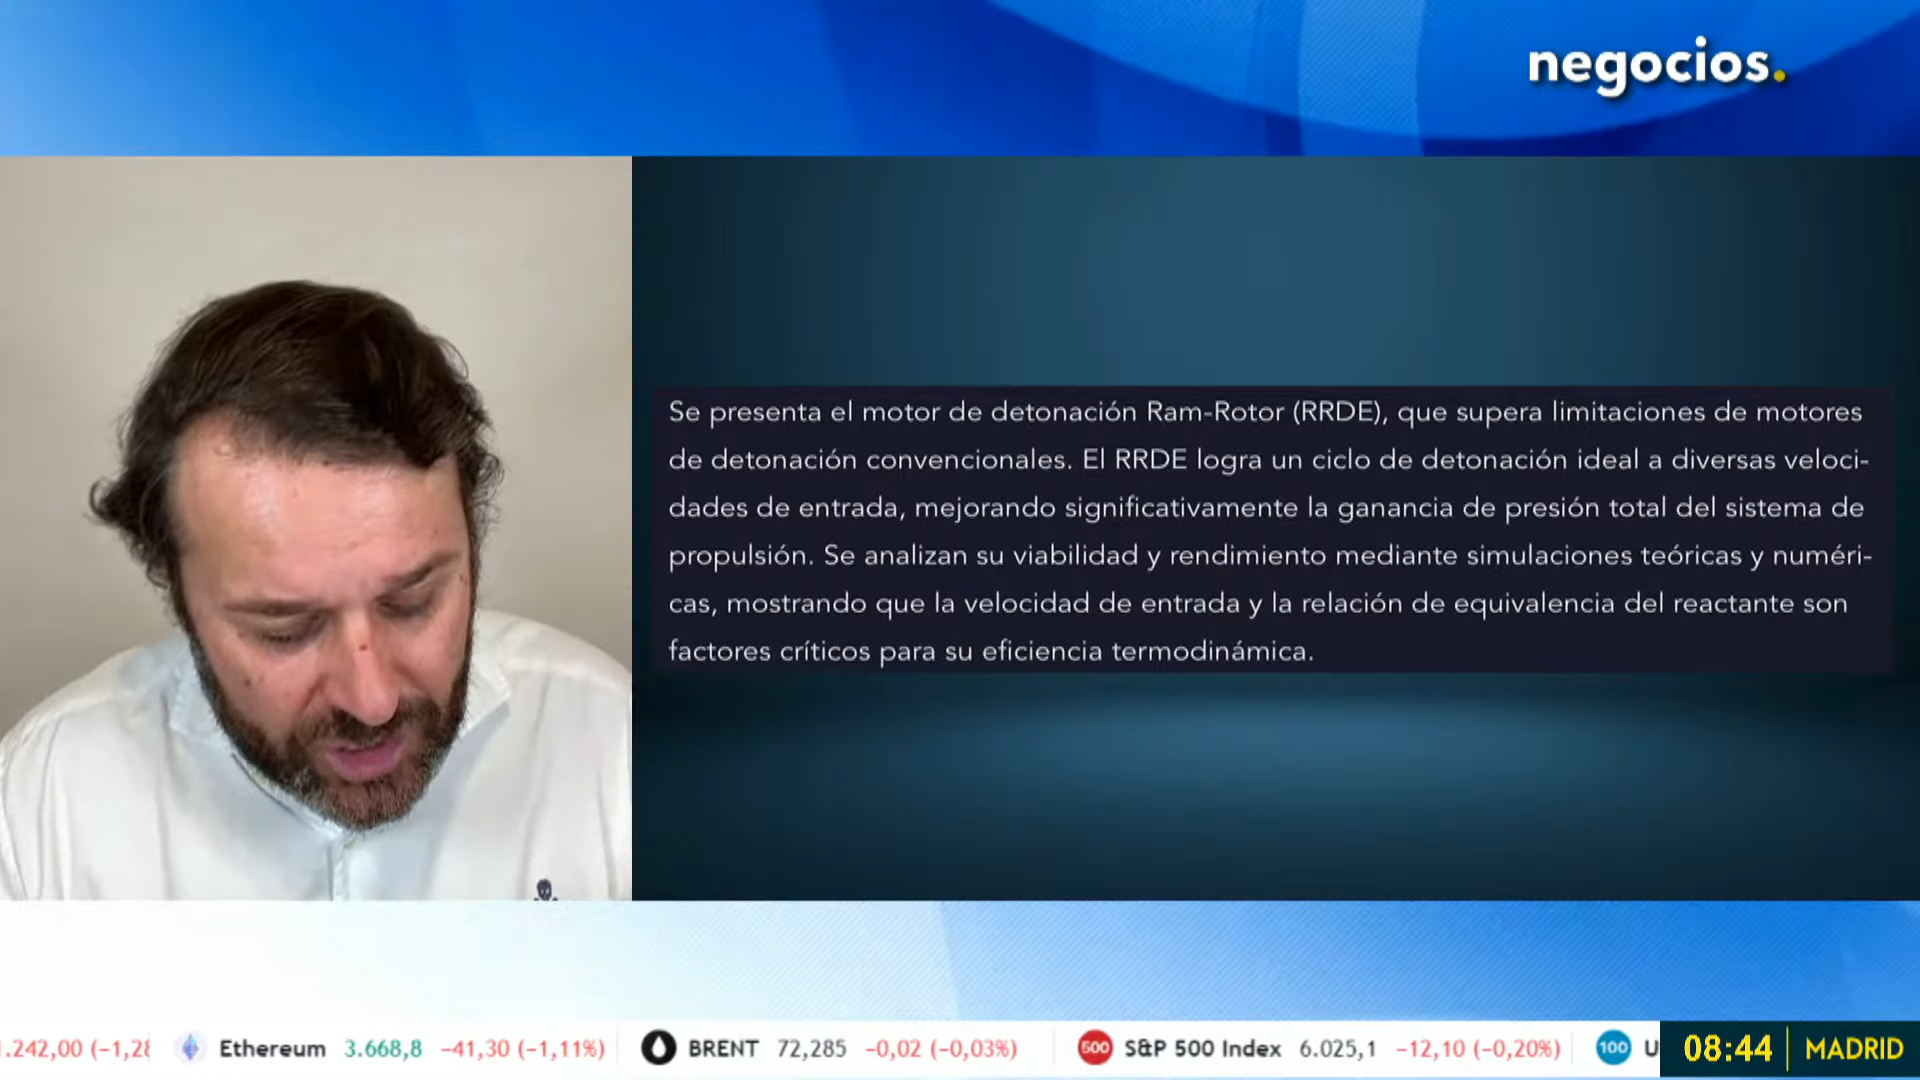 negocios.
Se presenta el motor de detonación Ram-Rotor (RRDE), que supera limitaciones de motores
de detonación convencionales. El RRDE logra un ciclo de detonación ideal a diversas veloci-
dades de entrada, mejorando significativamente la ganancia de presión total del sistema de
propulsión. Se analizan su viabilidad y rendimiento mediante simulaciones teóricas y numéri-
cas, mostrando que la velocidad de entrada y la relación de equivalencia del reactante son
factores críticos para su eficiencia termodinámica.
.242,00 (-1,28 Ethereum 3.668,8 -41,30 (-1,11%) BRENT 72,285 -0,02 (-0,03%) 500 S&P 500 Index 6.025,1 -12,10 (-0,20%) 100 U 08:44 MADRID